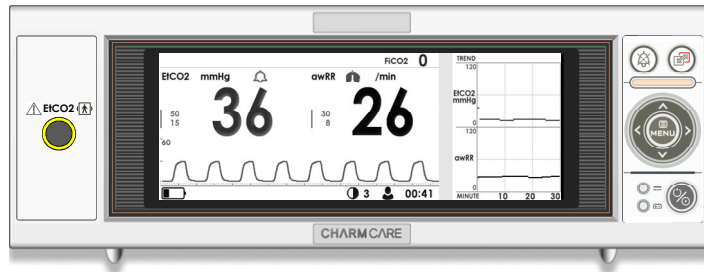 FiCO2 0
EtCO2 mmHg
awRR /min
50
15
36
30
8
26
60
3 00:41
TREND
120
EtCO2
mmHg
0
120
awRR
0
MINUTE 10 20 30
EtCO2
MENU
CHARMCARE